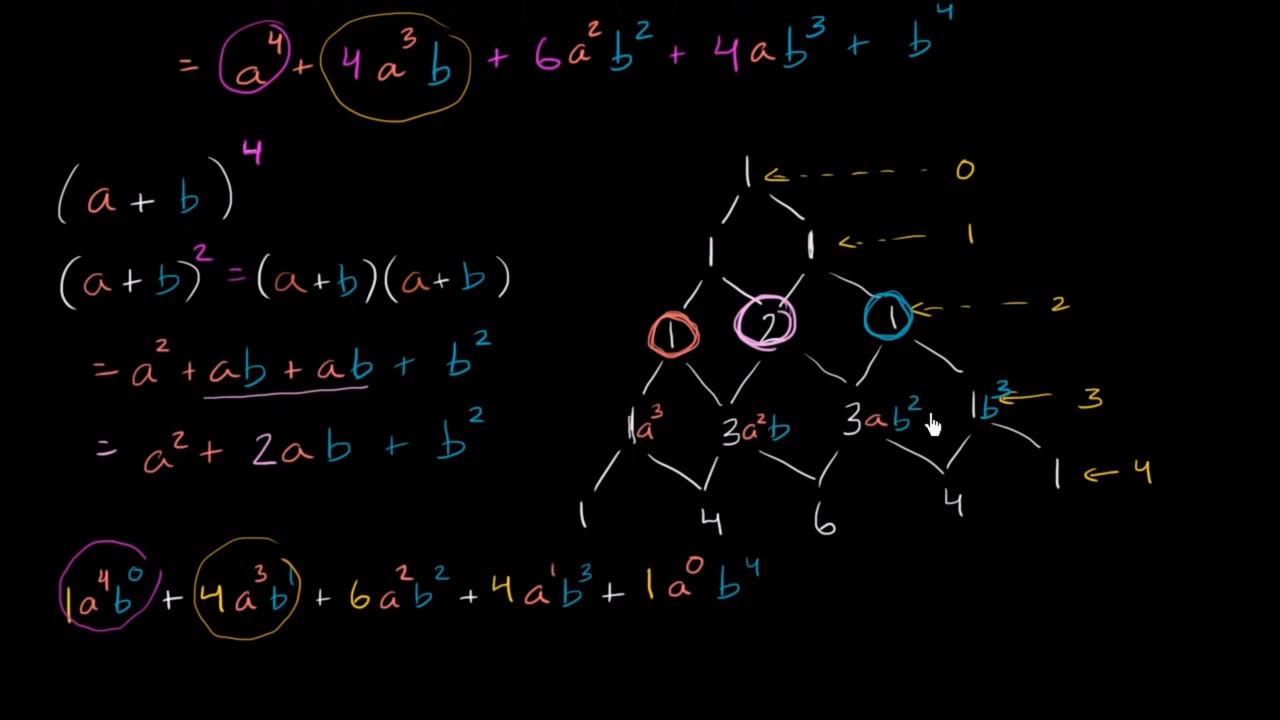 = a⁴ + 4a³b + 6a²b² + 4ab³ + b⁴
(a + b)⁴
(a + b)² = (a+b)(a+b)
= a² + ab + ab + b²
= a² + 2ab + b²
1 ← 0
1 1 ← 1
1 2 1 ← 2
1a³ 3a²b 3ab² 1b³ ← 3
1 4 6 4 1 ← 4
1a⁴b⁰ + 4a³b¹ + 6a²b² + 4a¹b³ + 1a⁰b⁴